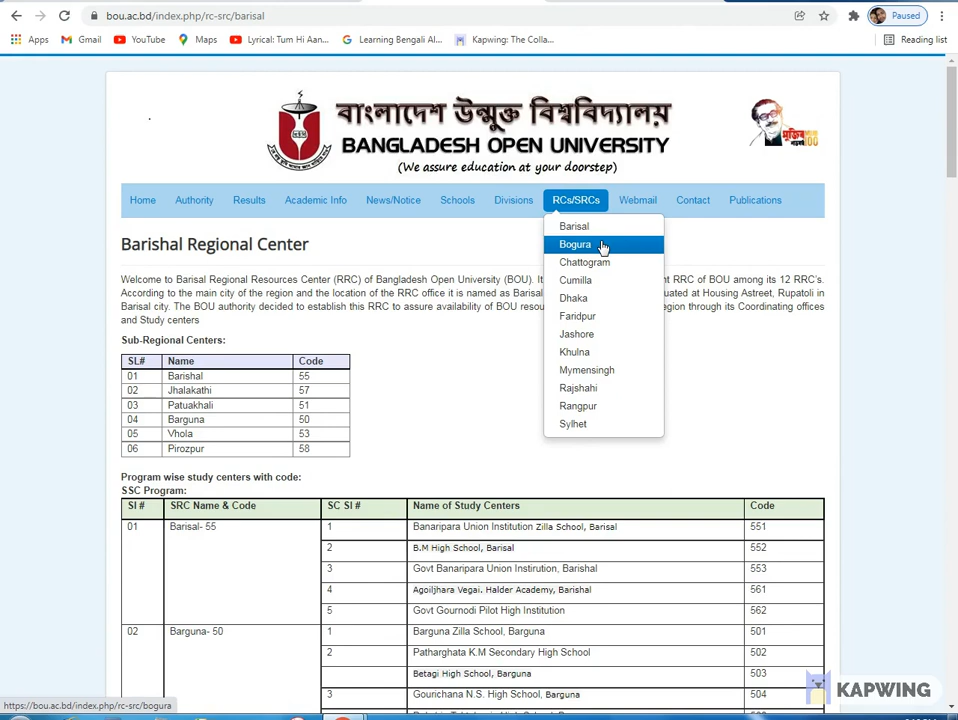 bou.ac.bd/index.php/rc-src/barisal
Paused
Apps Gmail YouTube Maps Lyrical: Tum Hi Aan... Learning Bengali Al... Kapwing: The Colla... Reading list
বাংলাদেশ উন্মুক্ত বিশ্ববিদ্যালয়
BANGLADESH OPEN UNIVERSITY
(We assure education at your doorstep)
Home Authority Results Academic Info News/Notice Schools Divisions RCs/SRCs Webmail Contact Publications
Barisal
Bogura
Chattogram
Cumilla
Dhaka
Faridpur
Jashore
Khulna
Mymensingh
Rajshahi
Rangpur
Sylhet
Barishal Regional Center
Welcome to Barisal Regional Resources Center (RRC) of Bangladesh Open University (BOU). It RRC of BOU among its 12 RRC's.
According to the main city of the region and the location of the RRC office it is named as Barisal at Housing Astreet, Rupatoli in
Barisal city. The BOU authority decided to establish this RRC to assure availability of BOU through its Coordinating offices
and Study centers
Sub-Regional Centers:
SL# Name Code
01 Barishal 55
02 Jhalakathi 57
03 Patuakhali 51
04 Barguna 50
05 Vhola 53
06 Pirozpur 58
Program wise study centers with code:
SSC Program:
Sl # SRC Name & Code SC Sl # Name of Study Centers Code
01 Barisal- 55 1 Banaripara Union Institution Zilla School, Barisal 551
2 B.M High School, Barisal 552
3 Govt Banaripara Union Instirution, Barishal 553
4 Agoiljhara Vegai. Halder Academy, Barishal 561
5 Govt Gournodi Pilot High Institution 562
02 Barguna- 50 1 Barguna Zilla School, Barguna 501
2 Patharghata K.M Secondary High School 502
Betagi High School, Barguna 503
3 Gourichana N.S. High School, Barguna 504
KAPWING
https://bou.ac.bd/index.php/rc-src/bogura